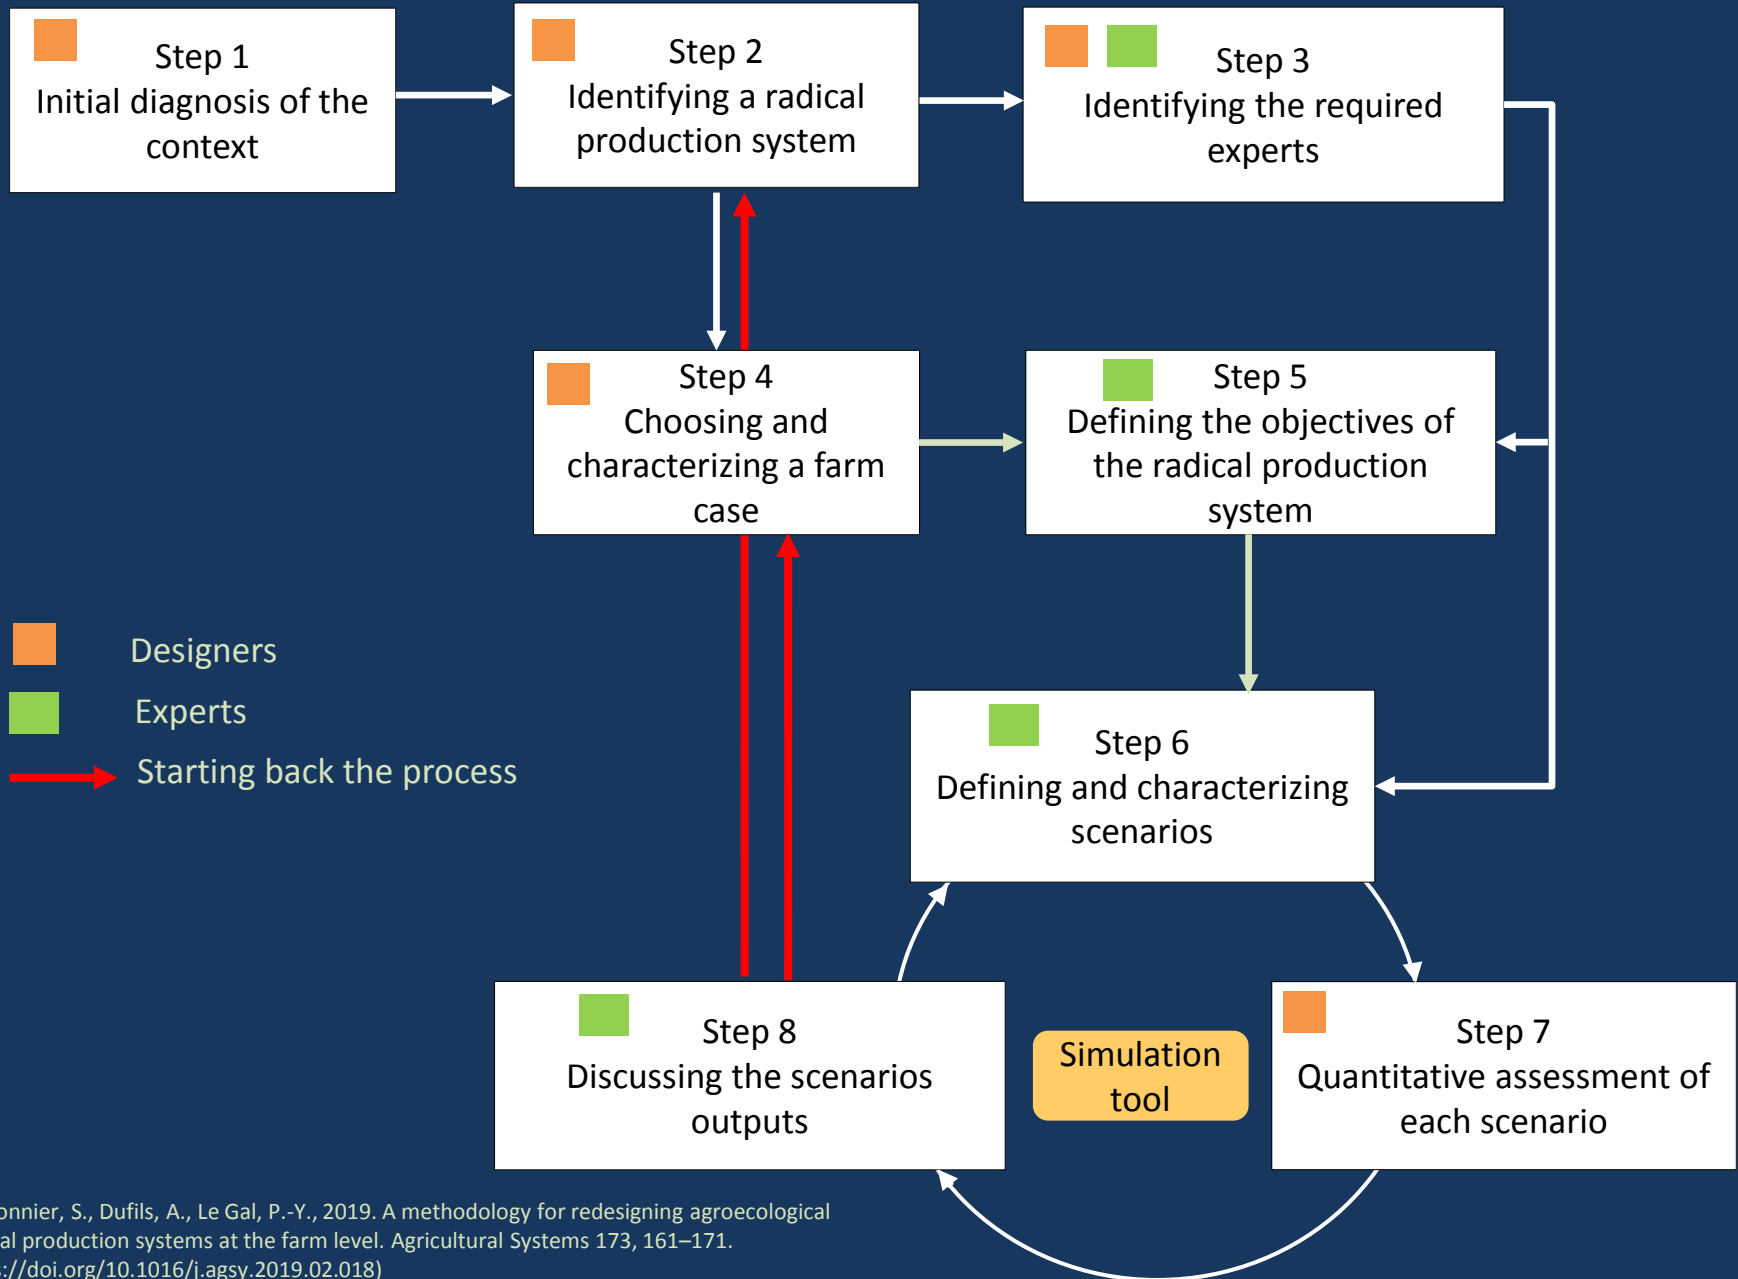 Step 1
Initial diagnosis of the
context
Step 2
Identifying a radical
production system
Step 3
Identifying the required
experts
Step 4
Choosing and
characterizing a farm
case
Step 5
Defining the objectives of
the radical production
system
Designers
Experts
Starting back the process
Step 6
Defining and characterizing
scenarios
Step 8
Discussing the scenarios
outputs
Simulation
tool
Step 7
Quantitative assessment of
each scenario
onnier, S., Dufils, A., Le Gal, P.-Y., 2019. A methodology for redesigning agroecological
al production systems at the farm level. Agricultural Systems 173, 161–171.
s://doi.org/10.1016/j.agsy.2019.02.018)